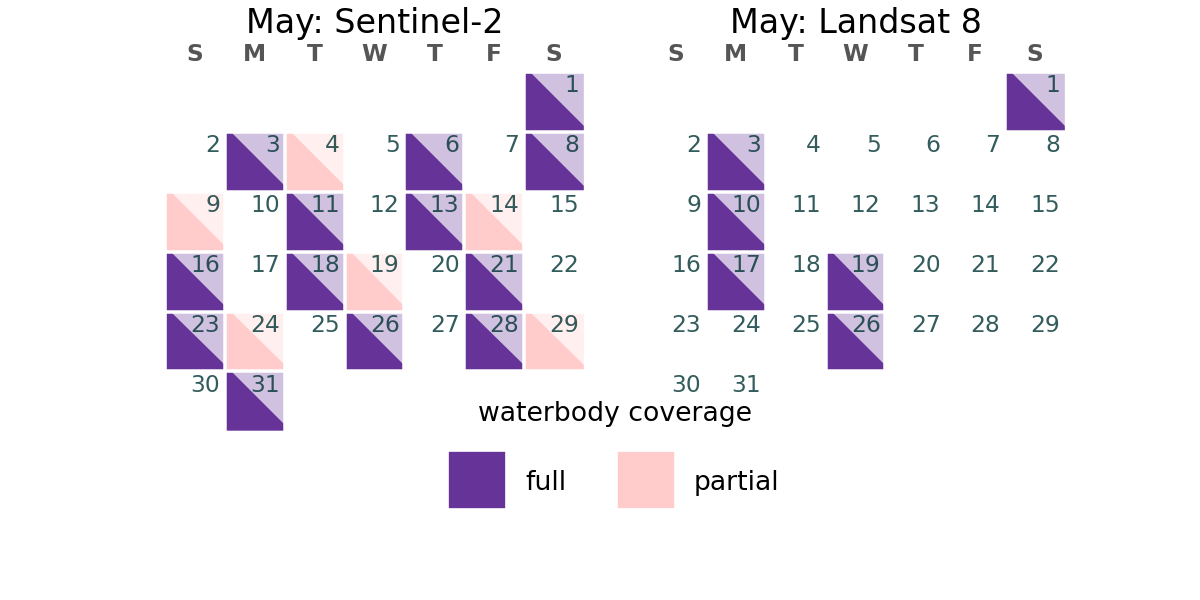 May: Sentinel-2
S M T W T F S
1
2 3 4 5 6 7 8
9 10 11 12 13 14 15
16 17 18 19 20 21 22
23 24 25 26 27 28 29
30 31
May: Landsat 8
S M T W T F S
1
2 3 4 5 6 7 8
9 10 11 12 13 14 15
16 17 18 19 20 21 22
23 24 25 26 27 28 29
30 31
waterbody coverage
full partial